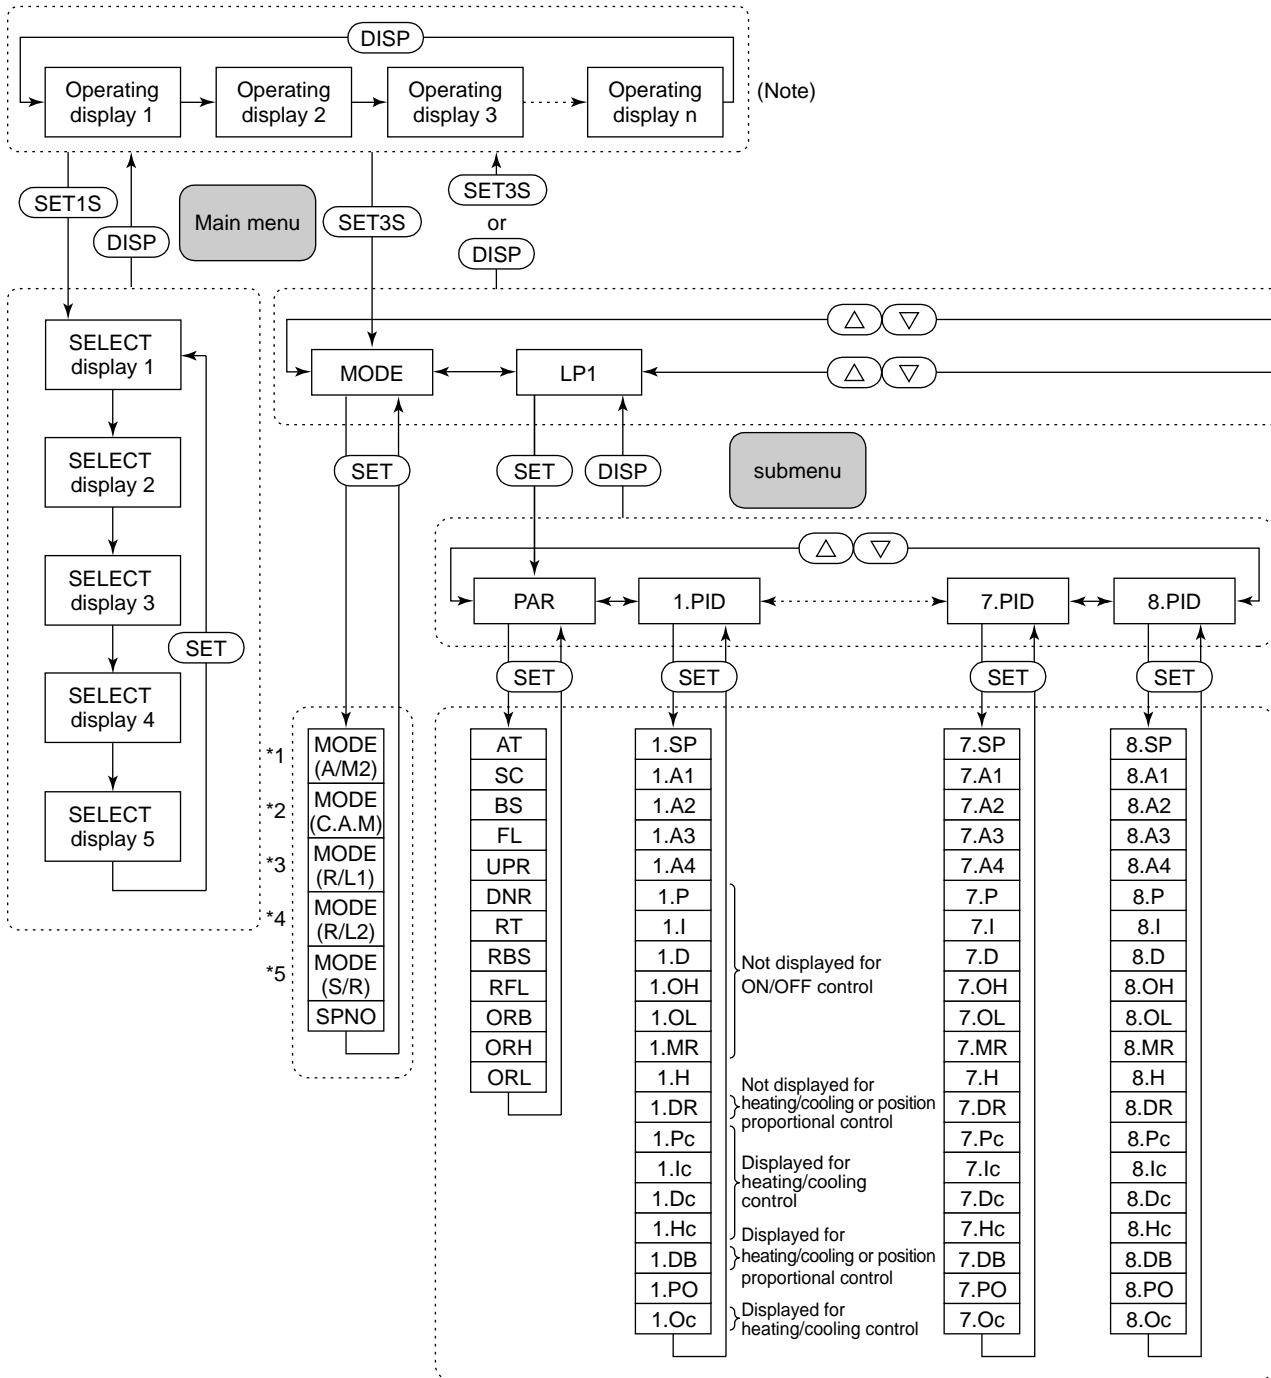 DISP
Operating
display 1
Operating
display 2
Operating
display 3
Operating
display n
(Note)
SET1S
DISP
Main menu
SET3S
SET3S
or
DISP
SELECT
display 1
SELECT
display 2
SELECT
display 3
SELECT
display 4
SELECT
display 5
SET
△ ▽
△ ▽
MODE
LP1
SET
SET
DISP
submenu
△ ▽
PAR
1.PID
7.PID
8.PID
SET
SET
SET
SET
*1
MODE
(A/M2)
*2
MODE
(C.A.M)
*3
MODE
(R/L1)
*4
MODE
(R/L2)
*5
MODE
(S/R)
SPNO
AT
SC
BS
FL
UPR
DNR
RT
RBS
RFL
ORB
ORH
ORL
1.SP
1.A1
1.A2
1.A3
1.A4
1.P
1.I
1.D
1.OH
1.OL
1.MR
1.H
1.DR
1.Pc
1.Ic
1.Dc
1.Hc
1.DB
1.PO
1.Oc
Not displayed for
ON/OFF control
Not displayed for
heating/cooling or position
proportional control
Displayed for
heating/cooling
control
Displayed for
heating/cooling or position
proportional control
Displayed for
heating/cooling control
7.SP
7.A1
7.A2
7.A3
7.A4
7.P
7.I
7.D
7.OH
7.OL
7.MR
7.H
7.DR
7.Pc
7.Ic
7.Dc
7.Hc
7.DB
7.PO
7.Oc
8.SP
8.A1
8.A2
8.A3
8.A4
8.P
8.I
8.D
8.OH
8.OL
8.MR
8.H
8.DR
8.Pc
8.Ic
8.Dc
8.Hc
8.DB
8.PO
8.Oc